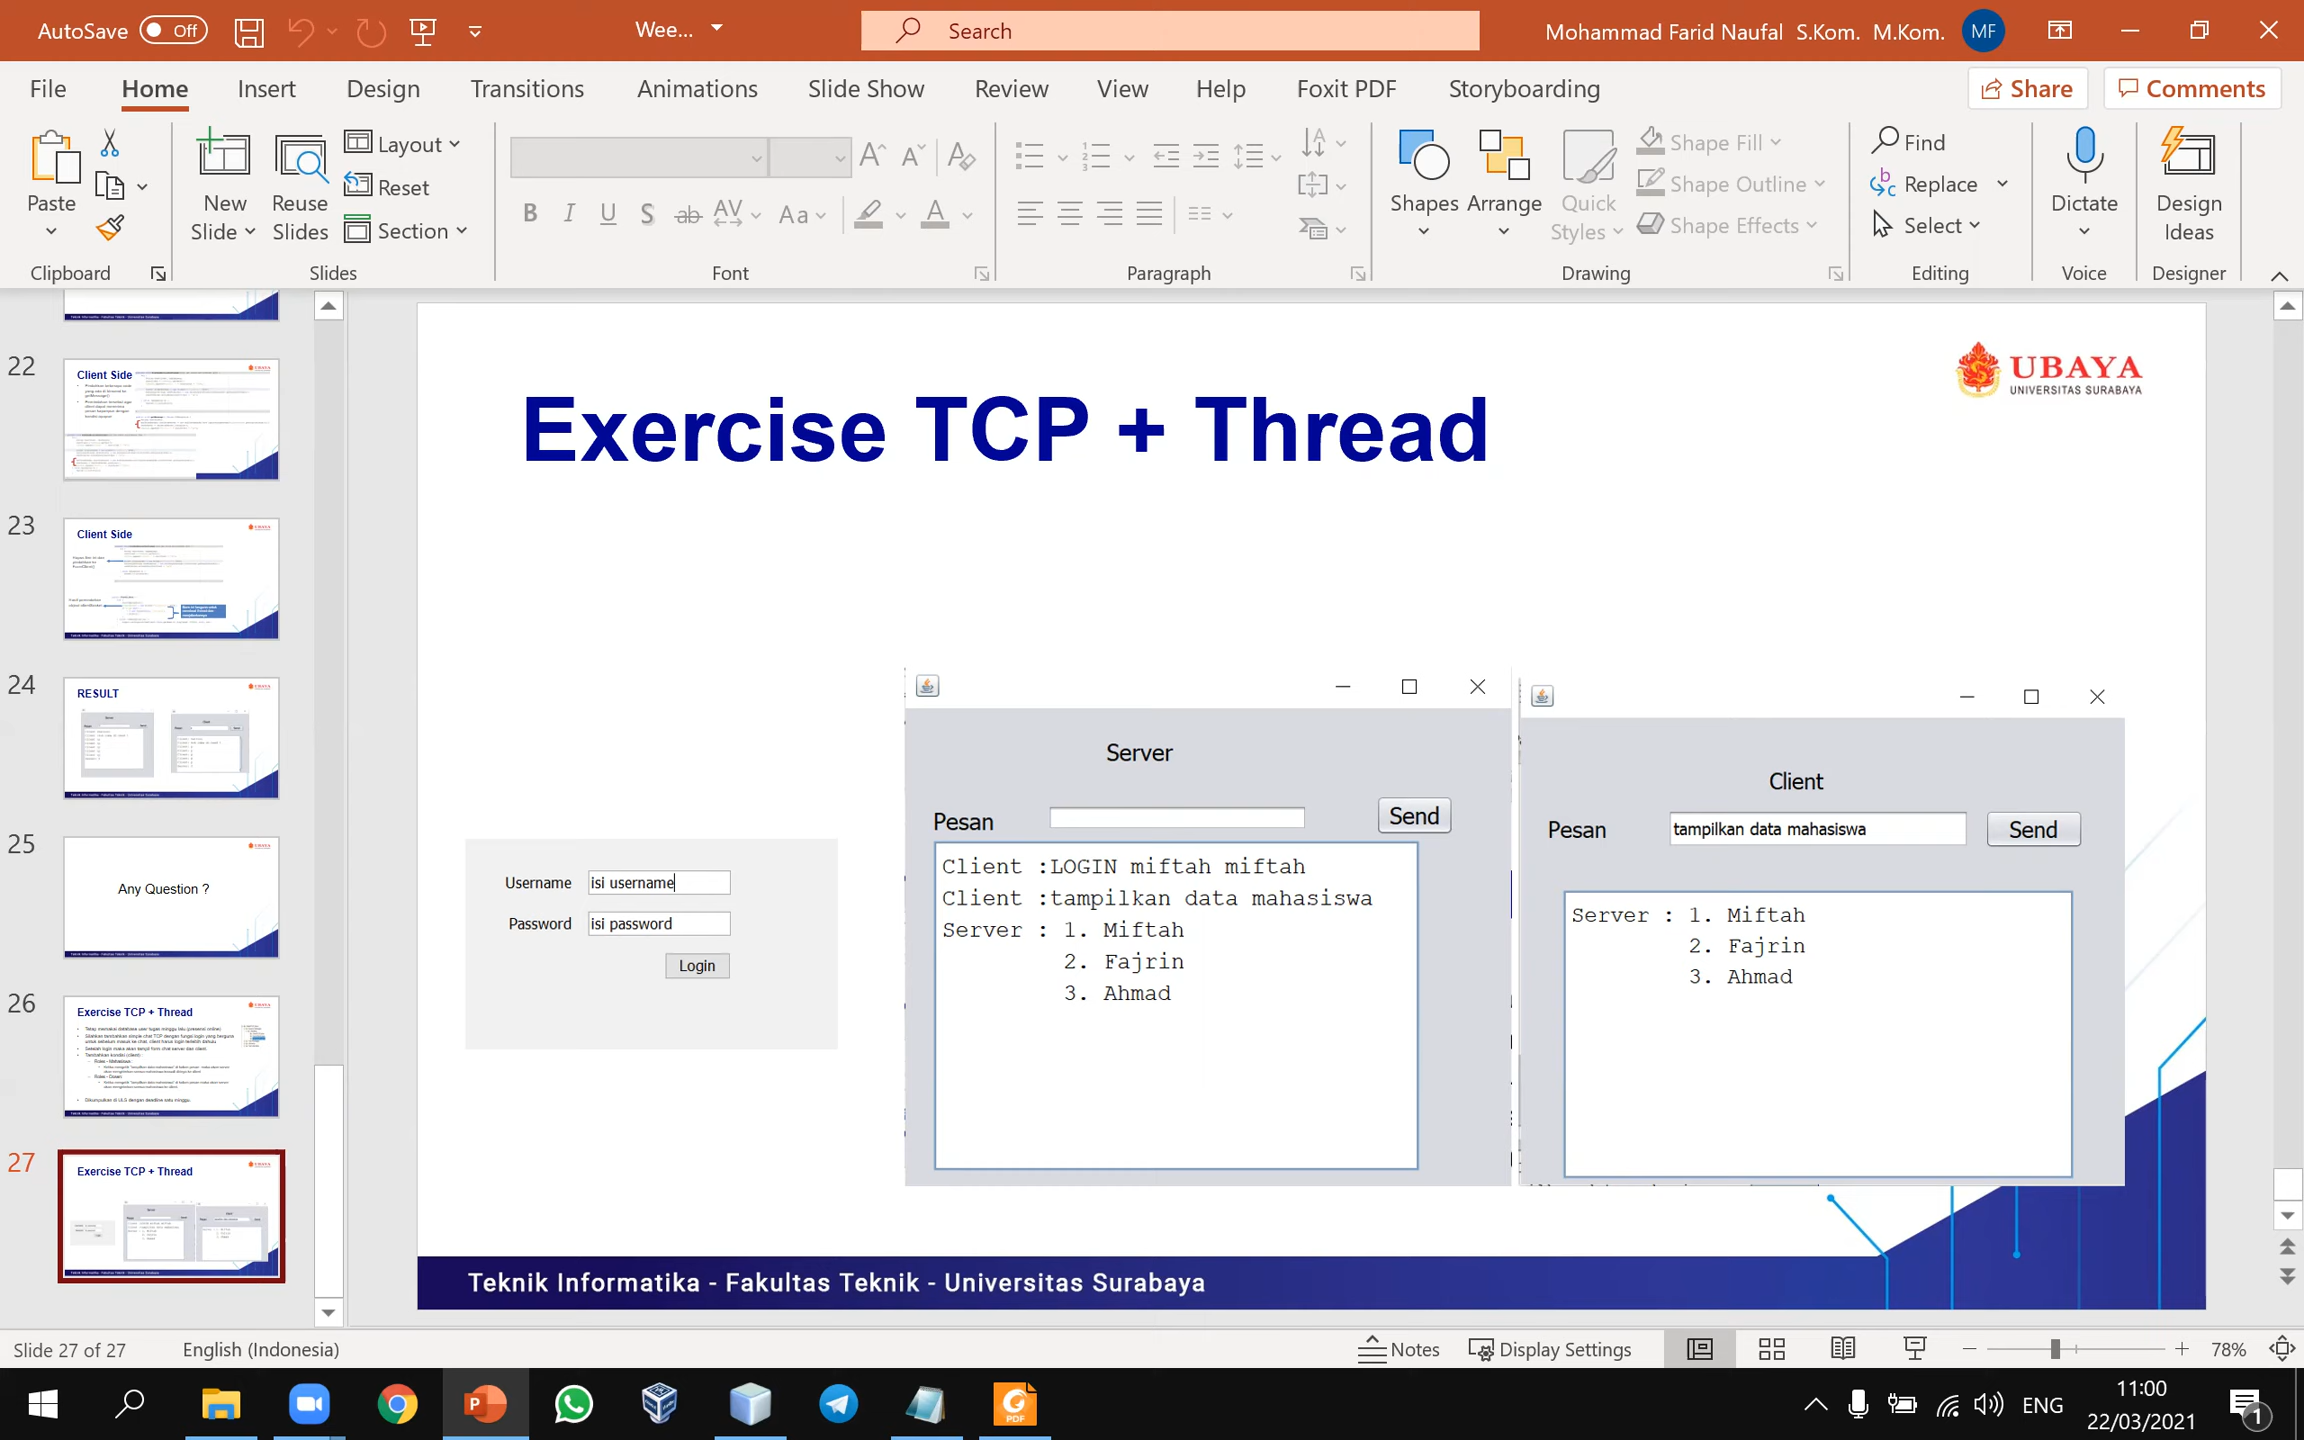 AutoSave Off Wee... Search Mohammad Farid Naufal S.Kom. M.Kom. MF
File Home Insert Design Transitions Animations Slide Show Review View Help Foxit PDF Storyboarding Share Comments
Paste
Clipboard
New Slide
Reuse Slides
Layout
Reset
Section
Slides
Font
Paragraph
Shapes
Arrange
Quick Styles
Shape Fill
Shape Outline
Shape Effects
Drawing
Find
Replace
Select
Editing
Dictate
Voice
Design Ideas
Designer
22
Client Side
23
Client Side
24
RESULT
25
Any Question ?
26
Exercise TCP + Thread
27
Exercise TCP + Thread
UBAYA
UNIVERSITAS SURABAYA
Exercise TCP + Thread
Username isi username
Password isi password
Login
Server
Pesan Send
Client :LOGIN miftah miftah
Client :tampilkan data mahasiswa
Server : 1. Miftah
2. Fajrin
3. Ahmad
Client
Pesan tampilkan data mahasiswa Send
Server : 1. Miftah
2. Fajrin
3. Ahmad
Teknik Informatika - Fakultas Teknik - Universitas Surabaya
Slide 27 of 27 English (Indonesia) Notes Display Settings 78%
ENG
11:00
22/03/2021
1